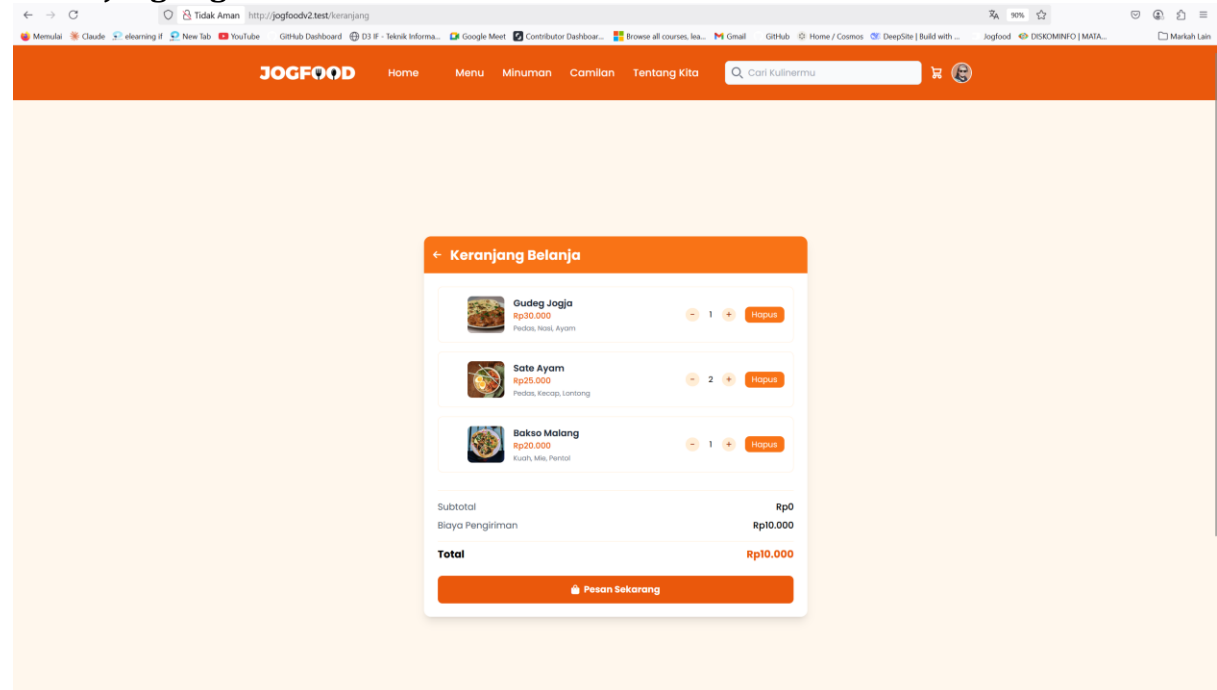 Tidak Aman http://jogfoodv2.test/keranjang 90%
Memulai Claude elearning if New Tab YouTube GitHub Dashboard D3 IF - Teknik Informa... Google Meet Contributor Dashboar... Browse all courses, lea... Gmail GitHub Home / Cosmos DeepSite | Build with ... Jogfood DISKOMINFO | MATA... Markah Lain
JOGFOOD Home Menu Minuman Camilan Tentang Kita Cari Kulinermu
← Keranjang Belanja
Gudeg Jogja
Rp30.000 - 1 + Hapus
Pedas, Nasi, Ayam
Sate Ayam
Rp25.000 - 2 + Hapus
Pedas, Kecap, Lontong
Bakso Malang
Rp20.000 - 1 + Hapus
Kuah, Mie, Pentol
Subtotal Rp0
Biaya Pengiriman Rp10.000
Total Rp10.000
Pesan Sekarang